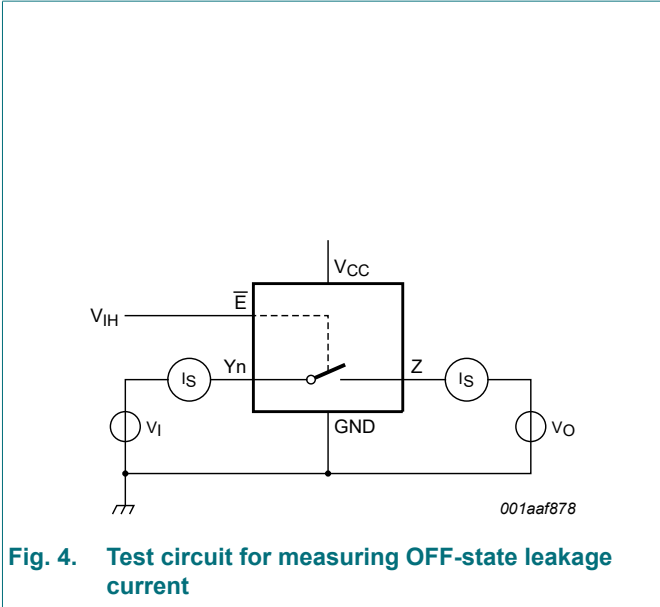 VCC
E
VIH
IS
Yn
Z
IS
VI
GND
VO
001aaf878
Fig. 4. Test circuit for measuring OFF-state leakage
current